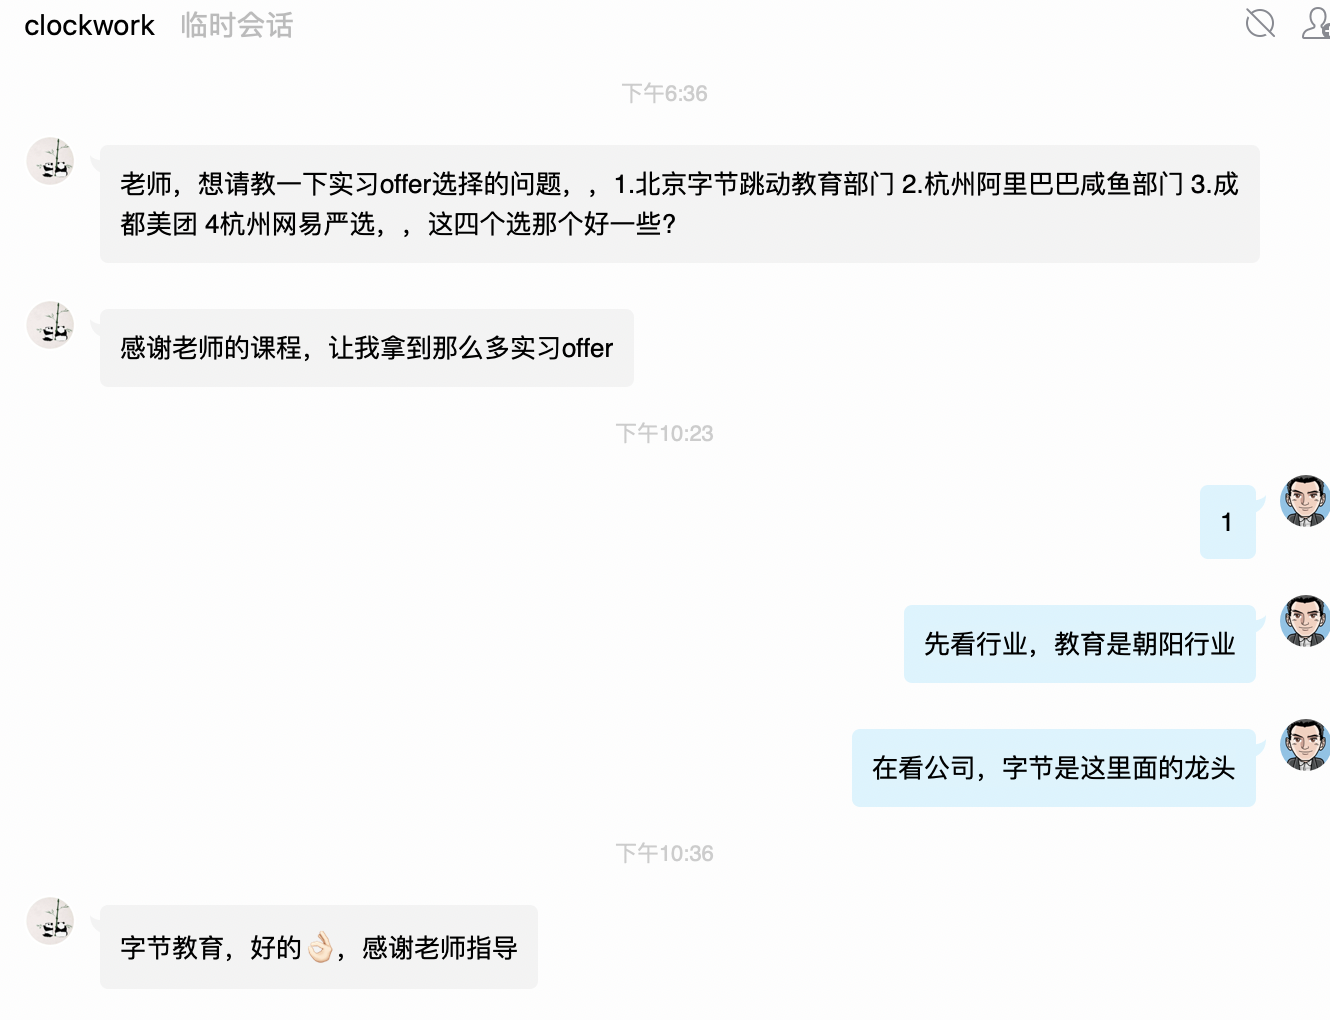 clockwork 临时会话
下午6:36
老师，想请教一下实习offer选择的问题，，1.北京字节跳动教育部门 2.杭州阿里巴巴咸鱼部门 3.成
都美团 4杭州网易严选，，这四个选那个好一些?
感谢老师的课程，让我拿到那么多实习offer
下午10:23
1
先看行业，教育是朝阳行业
在看公司，字节是这里面的龙头
下午10:36
字节教育，好的👌🏻，感谢老师指导